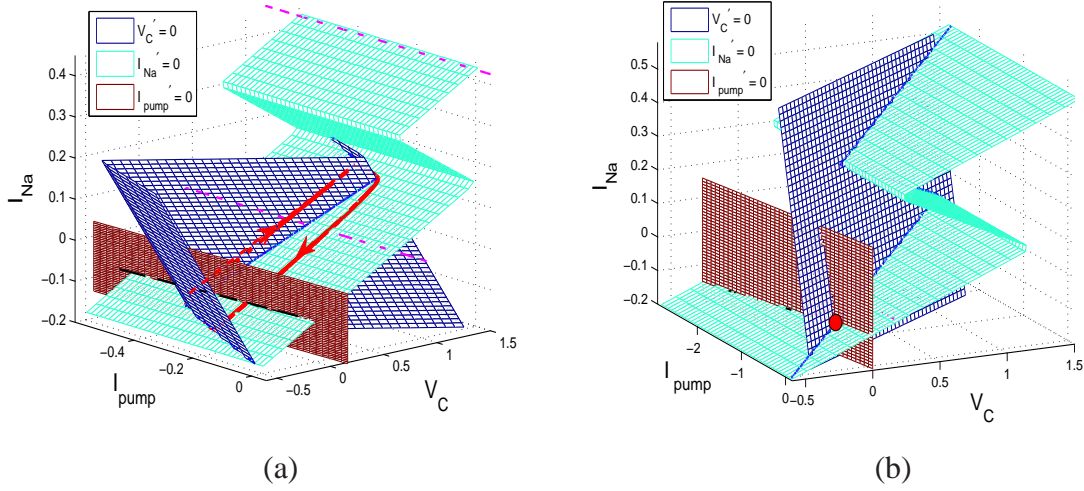 V_C′ = 0
I_Na′ = 0
I_pump′ = 0
0.4
0.3
0.2
0.1
0
−0.1
−0.2
I_Na
−0.4
−0.2
0
I_pump
−0.5
0
0.5
1
1.5
V_C
(a)
V_C′ = 0
I_Na′ = 0
I_pump′ = 0
0.5
0.4
0.3
0.2
0.1
0
−0.1
−0.2
I_Na
−2
−1
0
I_pump
−0.5
0
0.5
1
1.5
V_C
(b)